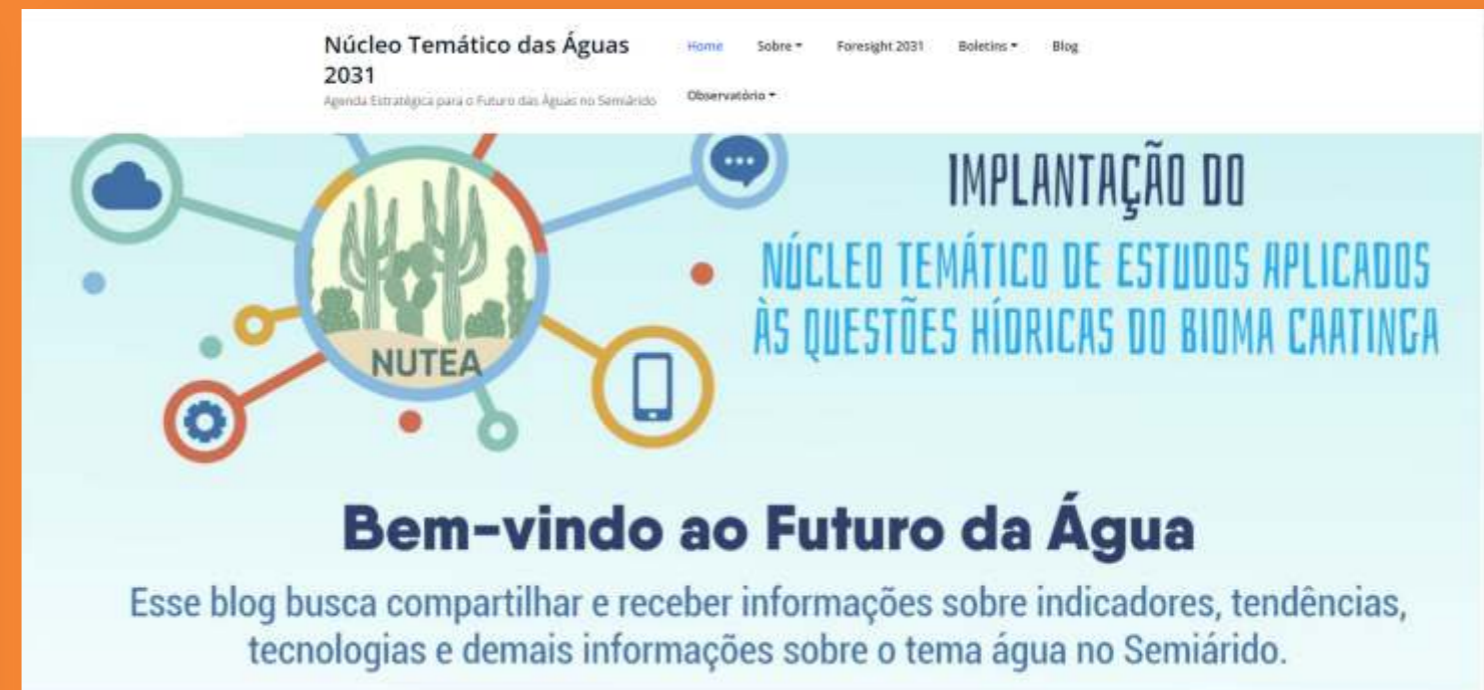 Núcleo Temático das Águas
2031
Agenda Estratégica para o Futuro das Águas no Semiárido
Home Sobre Foresight 2031 Boletins Blog
Observatório
IMPLANTAÇÃO DO
NÚCLEO TEMÁTICO DE ESTUDOS APLICADOS
ÀS QUESTÕES HÍDRICAS DO BIOMA CAATINGA
NUTEA
Bem-vindo ao Futuro da Água
Esse blog busca compartilhar e receber informações sobre indicadores, tendências,
tecnologias e demais informações sobre o tema água no Semiárido.